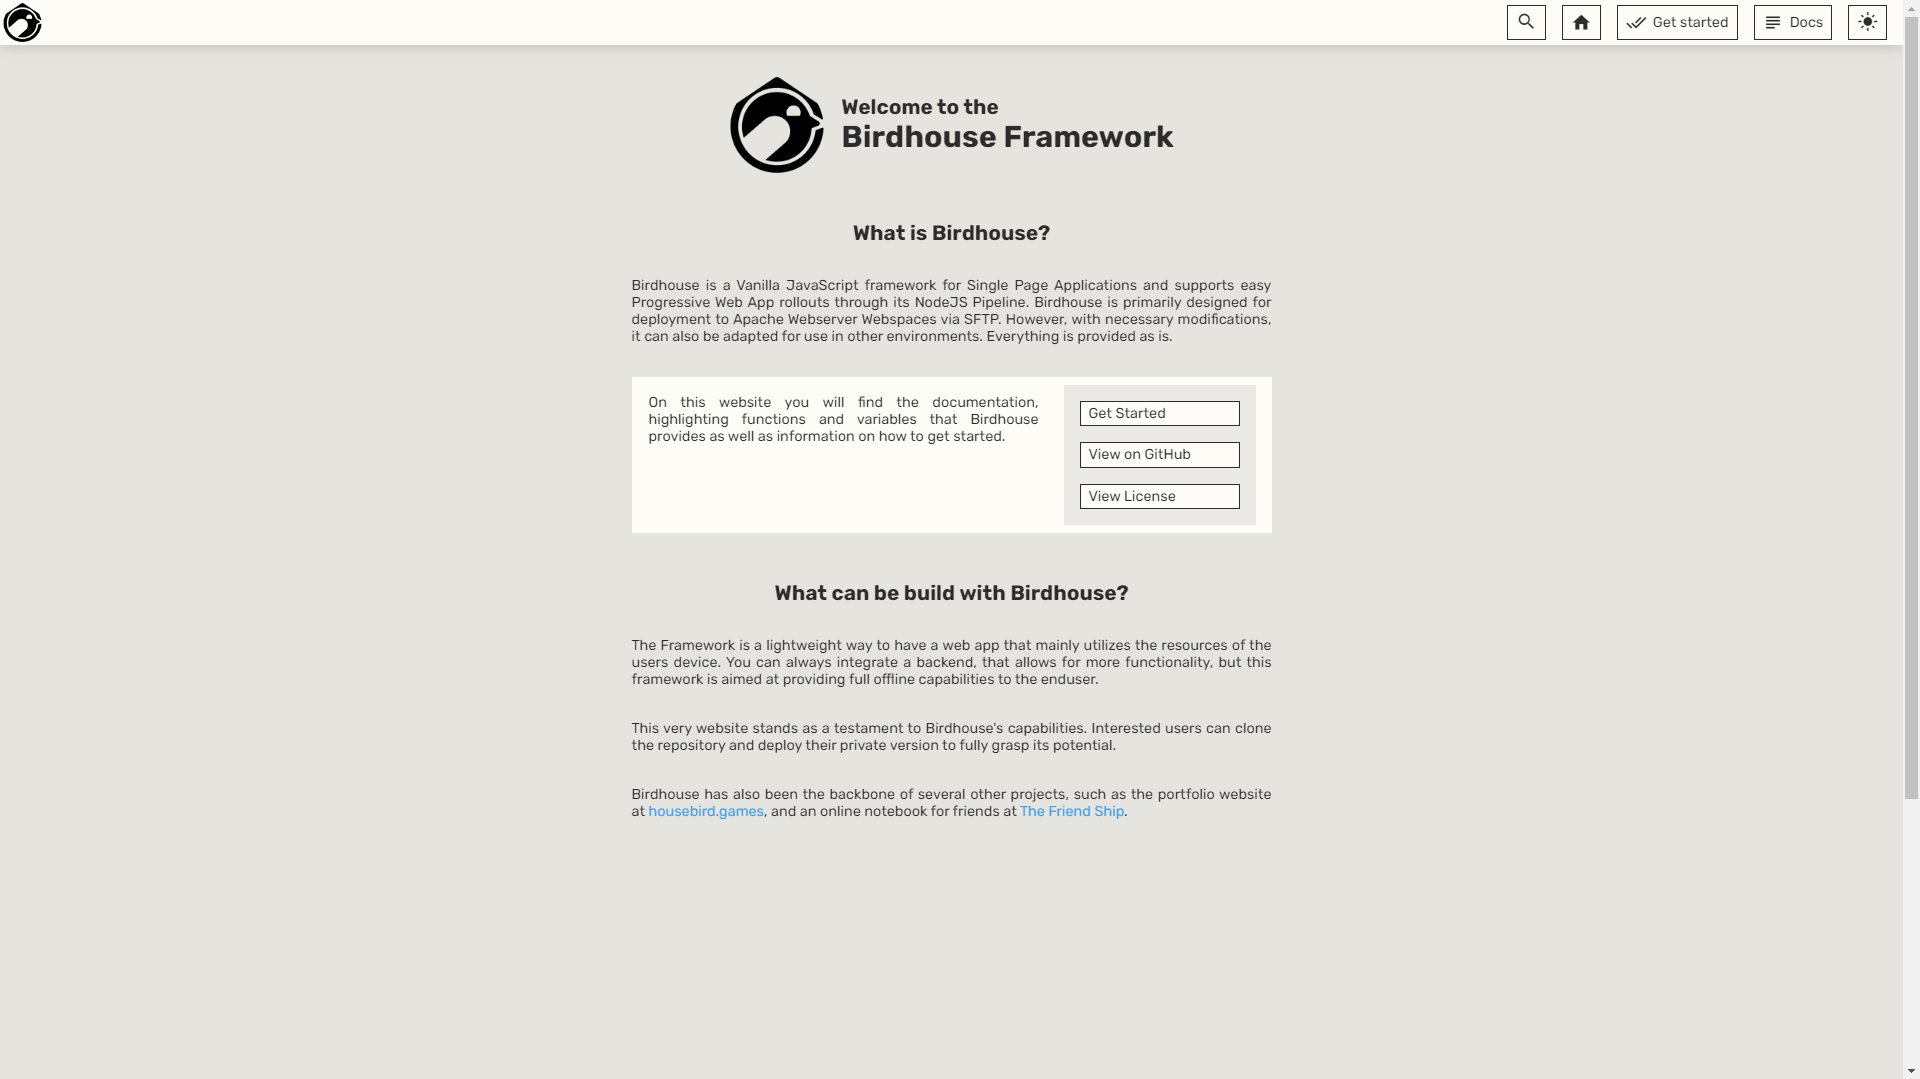 Get started
Docs
Welcome to the
Birdhouse Framework
What is Birdhouse?
Birdhouse is a Vanilla JavaScript framework for Single Page Applications and supports easy
Progressive Web App rollouts through its NodeJS Pipeline. Birdhouse is primarily designed for
deployment to Apache Webserver Webspaces via SFTP. However, with necessary modifications,
it can also be adapted for use in other environments. Everything is provided as is.
On this website you will find the documentation,
highlighting functions and variables that Birdhouse
provides as well as information on how to get started.
Get Started
View on GitHub
View License
What can be build with Birdhouse?
The Framework is a lightweight way to have a web app that mainly utilizes the resources of the
users device. You can always integrate a backend, that allows for more functionality, but this
framework is aimed at providing full offline capabilities to the enduser.
This very website stands as a testament to Birdhouse's capabilities. Interested users can clone
the repository and deploy their private version to fully grasp its potential.
Birdhouse has also been the backbone of several other projects, such as the portfolio website
at housebird.games, and an online notebook for friends at The Friend Ship.